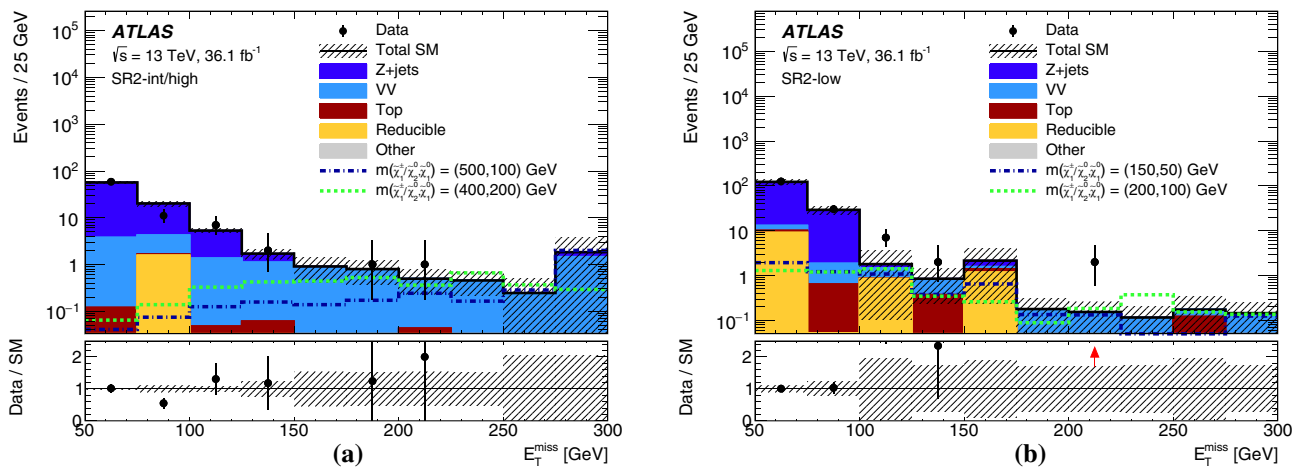 Events / 25 GeV
10⁵
10⁴
10³
10²
10
1
10⁻¹
ATLAS
√s = 13 TeV, 36.1 fb⁻¹
SR2-int/high
Data
Total SM
Z+jets
VV
Top
Reducible
Other
m(χ̃₁±/χ̃₂⁰,χ̃₁⁰) = (500,100) GeV
m(χ̃₁±/χ̃₂⁰,χ̃₁⁰) = (400,200) GeV
Data / SM
2
1
0
50 100 150 200 250 300
E_T^miss [GeV]
(a)
Events / 25 GeV
10⁵
10⁴
10³
10²
10
1
10⁻¹
ATLAS
√s = 13 TeV, 36.1 fb⁻¹
SR2-low
Data
Total SM
Z+jets
VV
Top
Reducible
Other
m(χ̃₁±/χ̃₂⁰,χ̃₁⁰) = (150,50) GeV
m(χ̃₁±/χ̃₂⁰,χ̃₁⁰) = (200,100) GeV
Data / SM
2
1
0
50 100 150 200 250 300
E_T^miss [GeV]
(b)